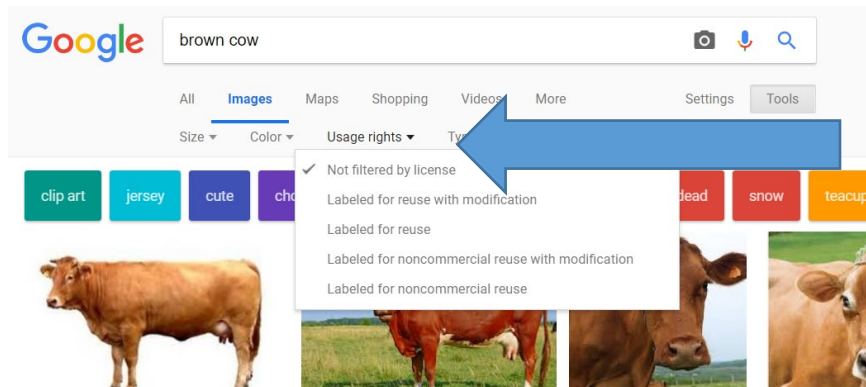 Google
brown cow
All Images Maps Shopping Videos More Settings Tools
Size Color Usage rights
Not filtered by license
Labeled for reuse with modification
Labeled for reuse
Labeled for noncommercial reuse with modification
Labeled for noncommercial reuse
clip art jersey cute snow